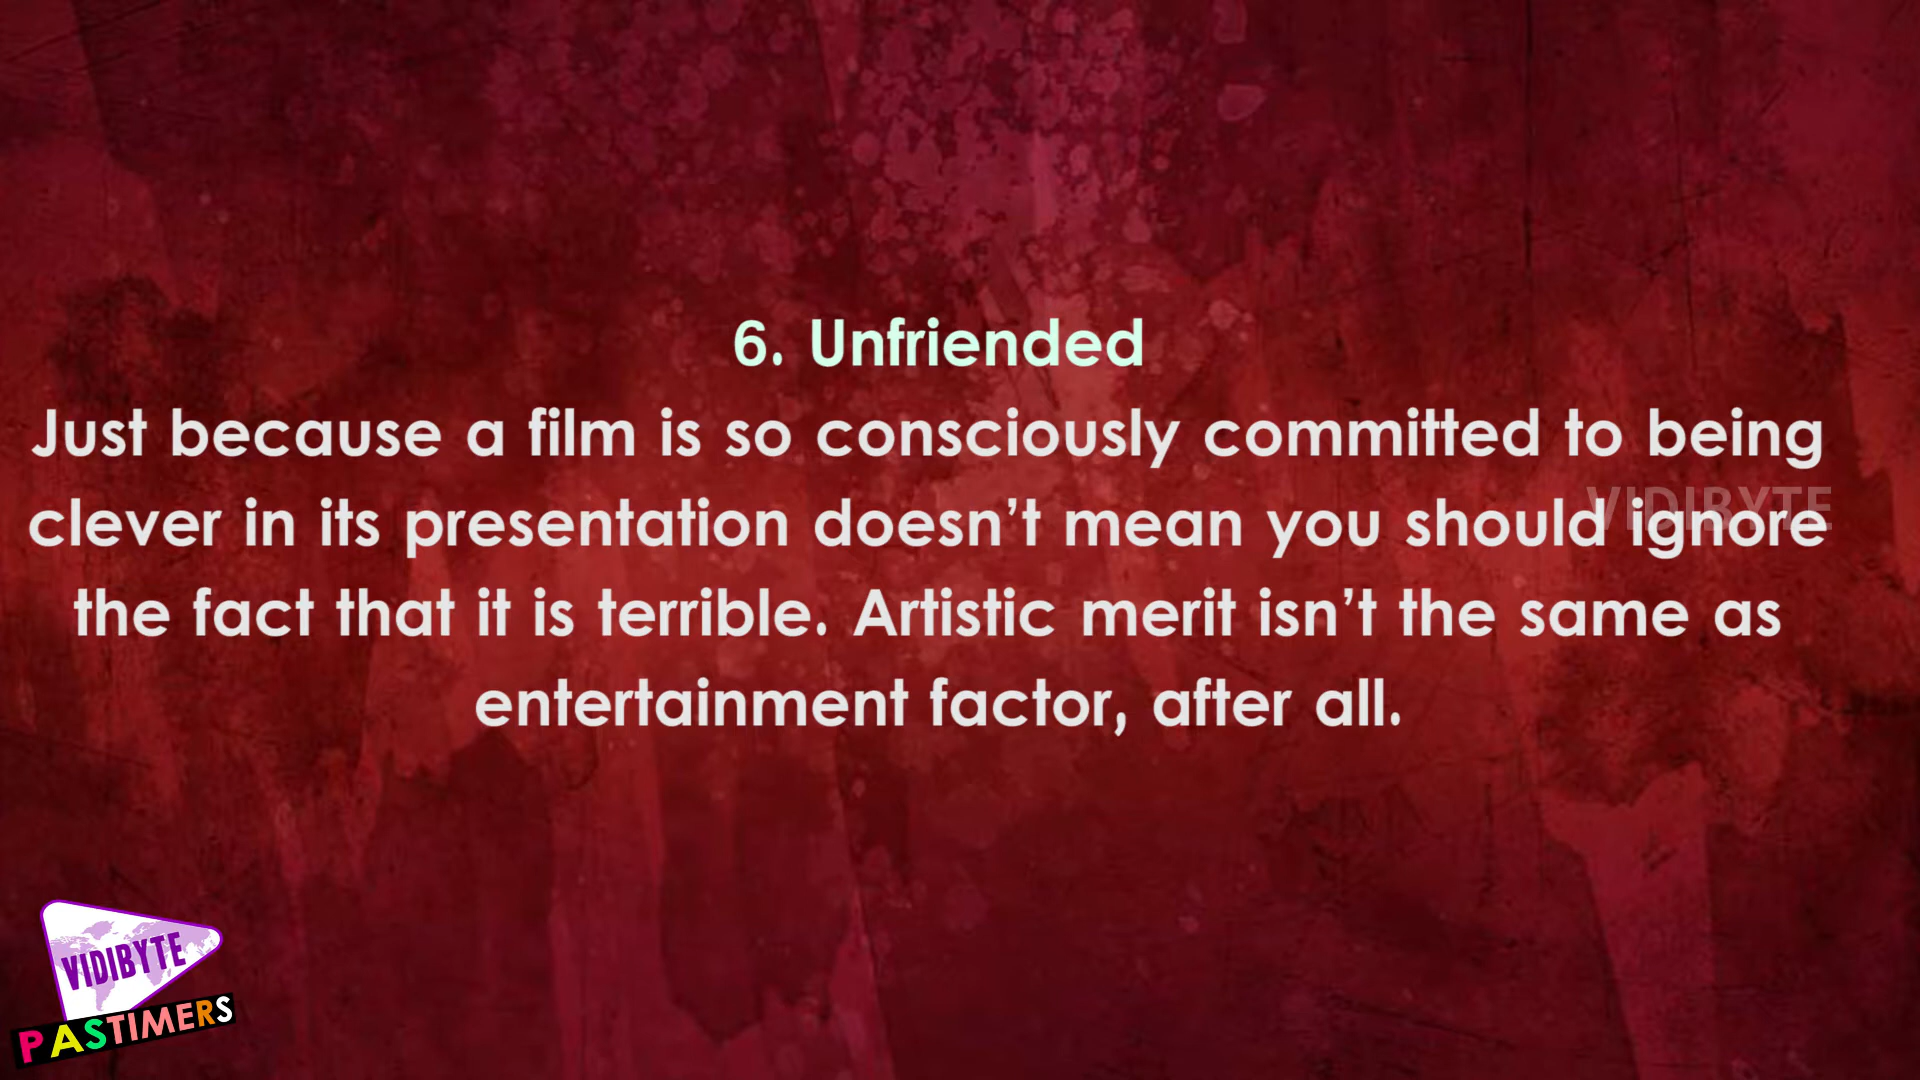 6. Unfriended
Just because a film is so consciously committed to being
clever in its presentation doesn’t mean you should ignore
the fact that it is terrible. Artistic merit isn’t the same as
entertainment factor, after all.
VIDIBYTE
VIDIBYTE
PASTIMERS